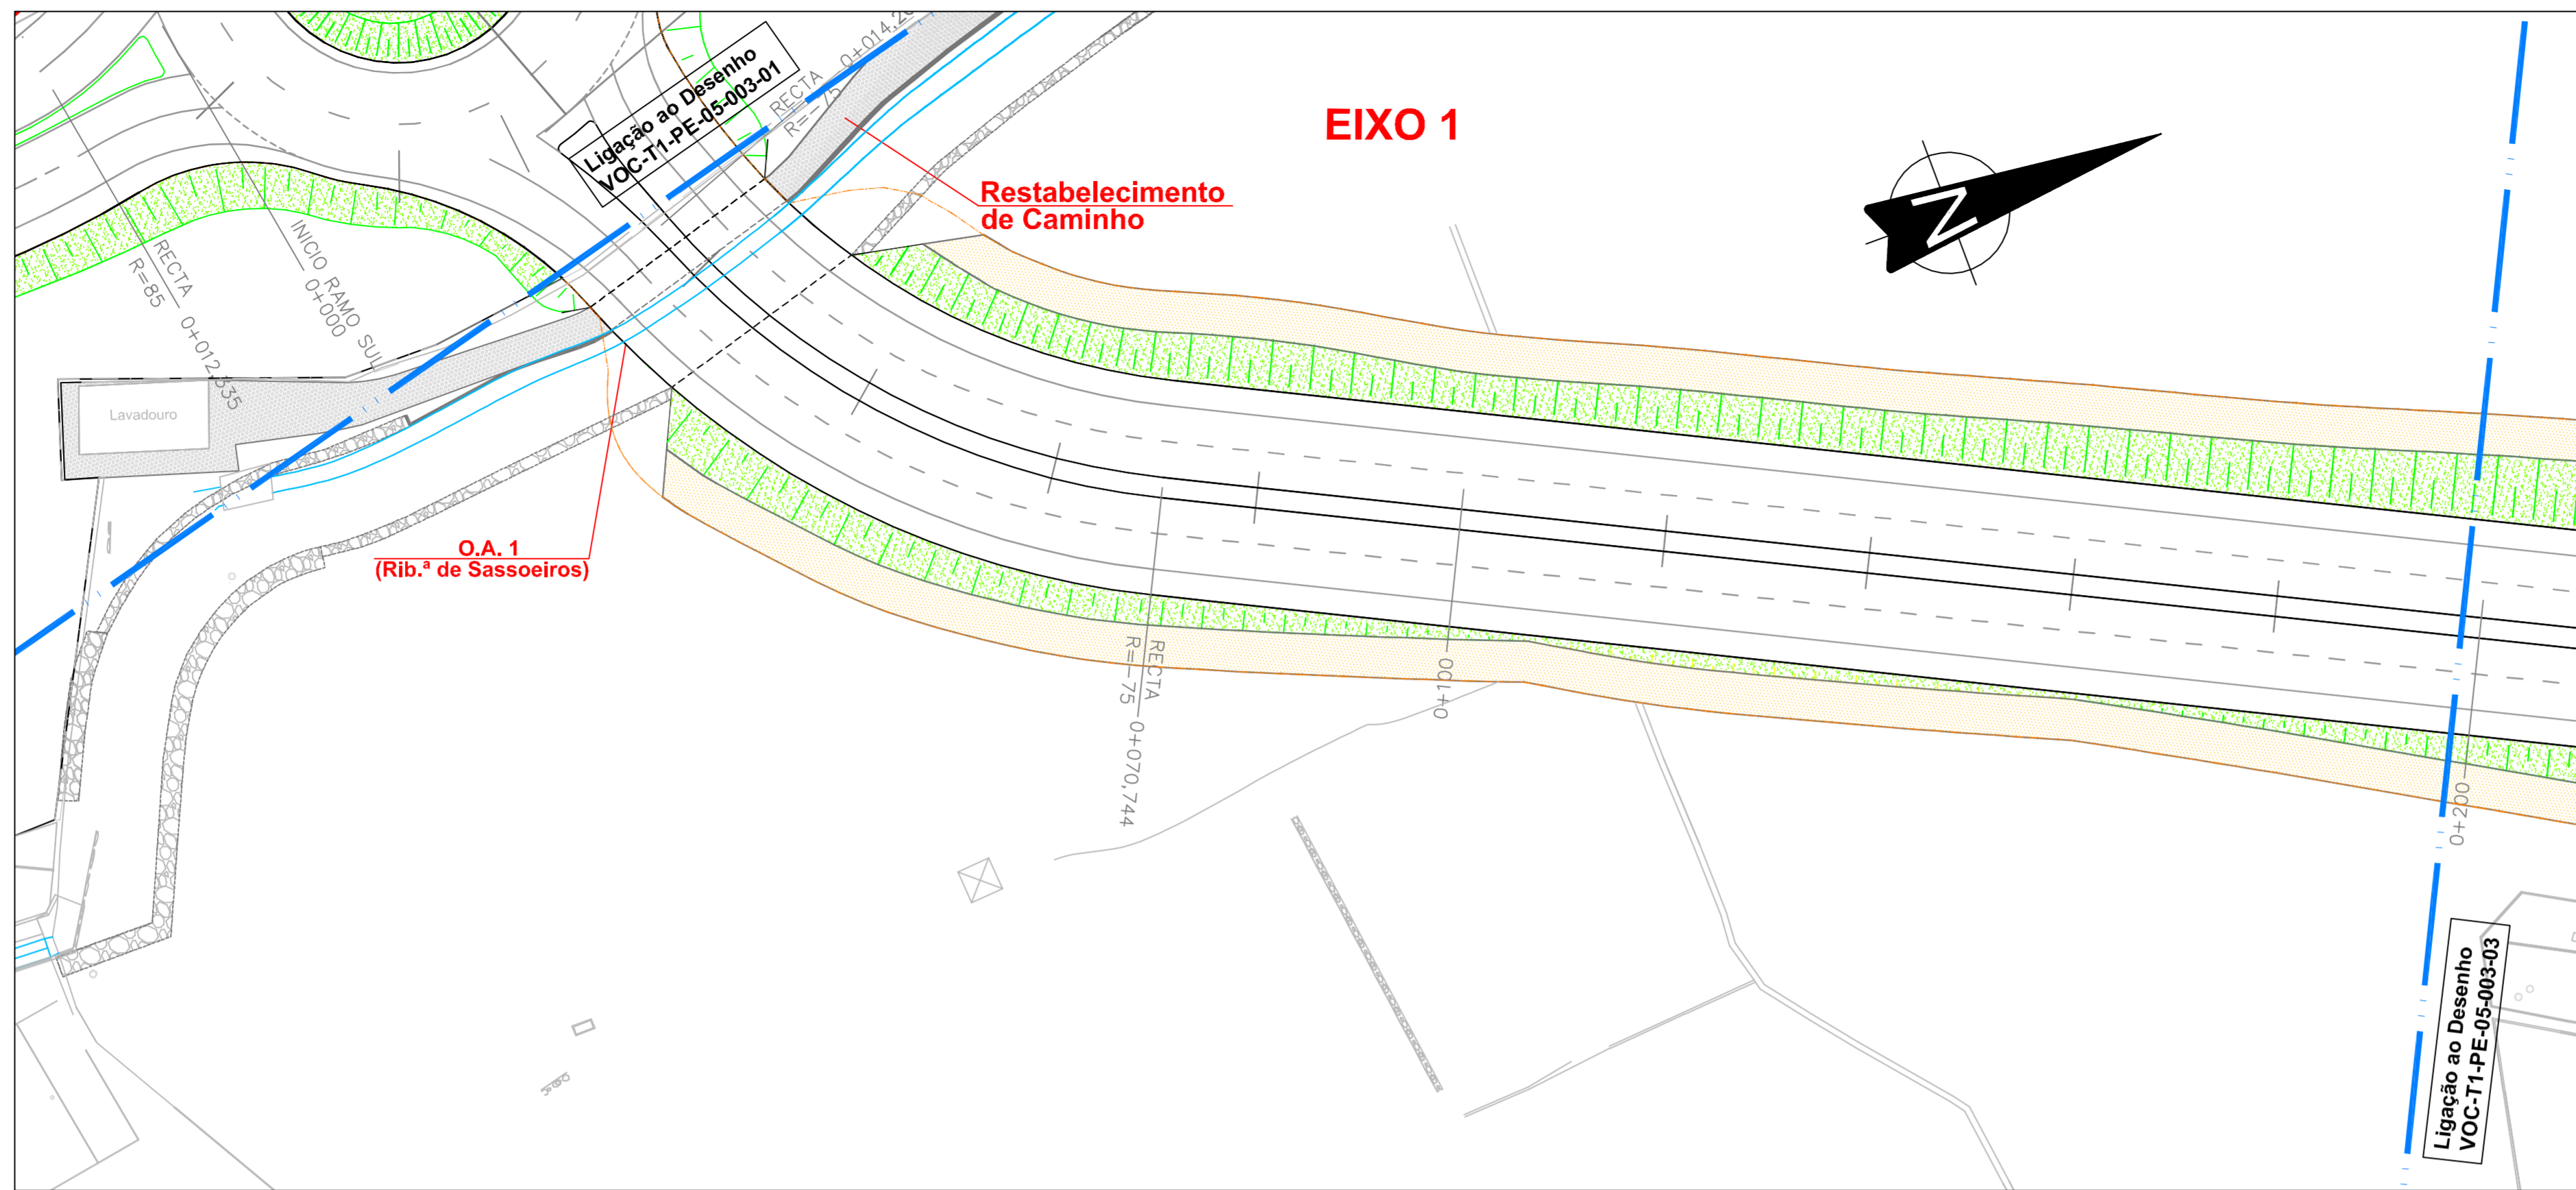 Ligação ao Desenho
VOC-T1-PE-05-003-01
RECTA
R=-75
EIXO 1
Restabelecimento
de Caminho
N
RECTA
R=85
0+012,335
INICIO RAMO SUL
0+000
Lavadouro
O.A. 1
(Rib.ª de Sassoeiros)
RECTA
R=-75
0+070,744
0+100
0+200
Ligação ao Desenho
VOC-T1-PE-05-003-03